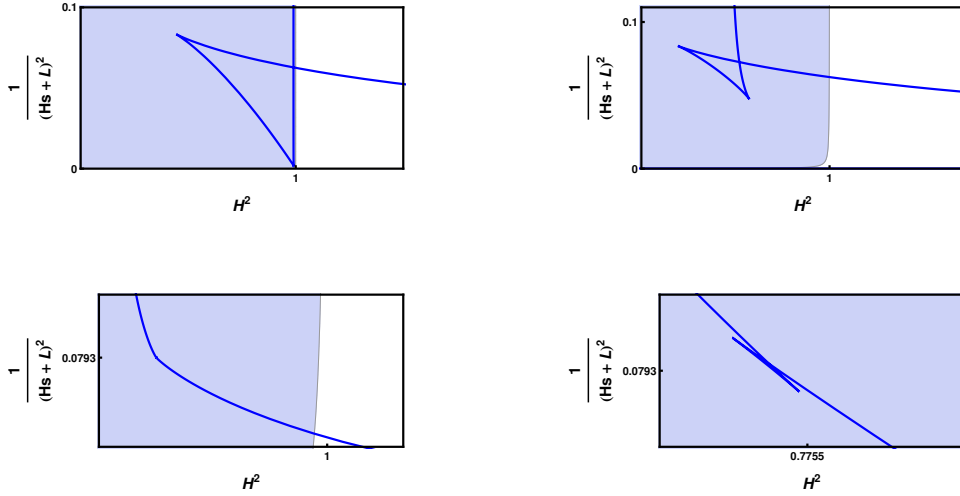 0.1
1
(Hs + L)²
0
1
H²
0.1
1
(Hs + L)²
0
1
H²
0.0793
1
(Hs + L)²
1
H²
0.0793
1
(Hs + L)²
0.7755
H²